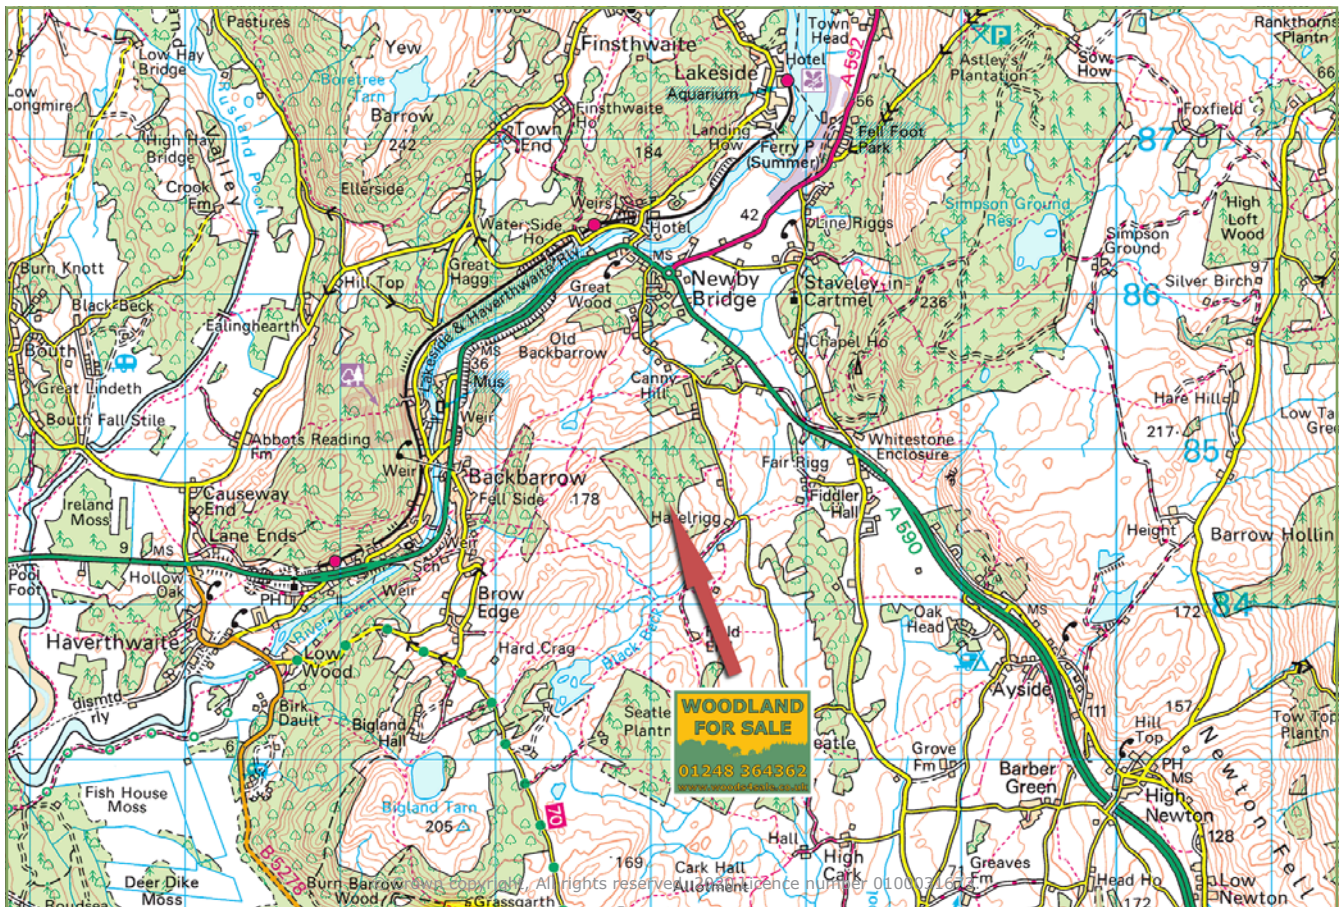 Pastures
Low Hay
Bridge
Yew
Boretree
Tarn
Barrow
242
Finsthwaite
Finsthwaite
Ho
Town
End
184
Lakeside
Aquarium
Landing
How
Town
Head
Hotel
A 592
56
Fell Foot
Park
Ferry P
(Summer)
P
Astley's
Plantation
Sow
How
Rankthorns
Plantn
66
Foxfield
87
Low
Longmire
High Hay
Bridge
Rusland Pool
Valley
Crook
Fm
Ellerside
Weirs
Water Side
Ho
Hotel
42
(Line) Riggs
Simpson Ground
Res
High
Loft
Wood
Simpson
Ground
97
Silver Birch
86
Burn Knott
Black Beck
Hill Top
Great
Hagg
Great
Wood
MS
Newby
Bridge
Staveley-in-
Cartmel
236
Ealinghearth
Bouth
Great Lindeth
Bouth Fall Stile
Lakeside & Haverthwaite Rly
MS
36
Mus
Old
Backbarrow
Chapel Ho
Canny
Hill
Weir
Hare Hill
217
Low Ta
Gree
85
Abbots Reading
Fm
Weir
Backbarrow
Fell Side
178
Fair Rigg
Whitestone
Enclosure
Fiddler
Hall
A 590
Causeway
End
Ireland
Moss
Lane Ends
9
MS
Weir
Height
Barrow Hollin
Pool
Foot
Hollow
Oak
PH
Sch
Weir
Brow
Edge
172
84
Haverthwaite
River Leven
Low
Wood
Hard Crag
Black Beck
Oak
Head
MS
dismtd
rly
Birk
Dault
Bigland
Hall
Seatle
Plantn
WOODLAND
FOR SALE
01248 364362
www.woods4sale.co.uk
eatle
Ayside
111
Hill
Top
157
Tow Top
Plantn
6
Grove
Fm
Barber
Green
PH
MS
High
Newton
Newton Fell
Fish House
Moss
Bigland Tarn
205
70
128
B 5278
Hall
High
Cark
169
Cark Hall
Allotment
71
Greaves
Fm
Head Ho
172
Low
Newton
Deer Dike
Moss
Burn Barrow
Wood
Grassgarth
Roudsea